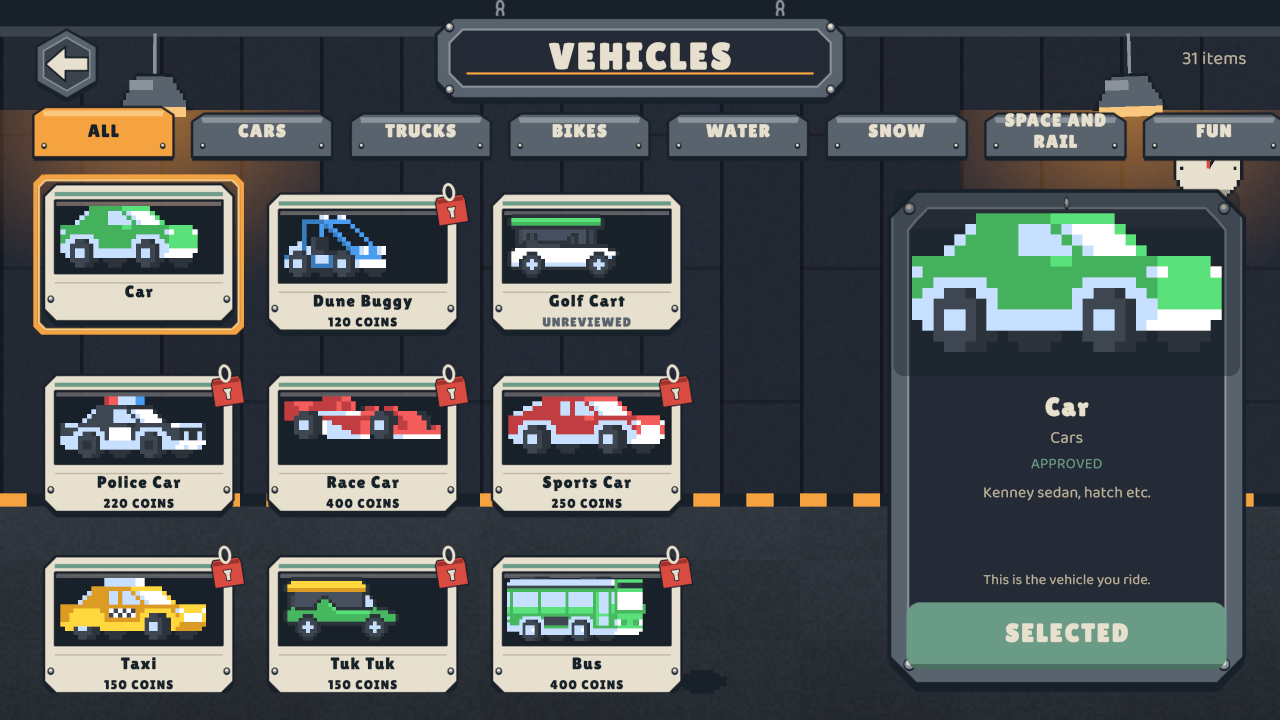 VEHICLES
31 items
ALL
CARS
TRUCKS
BIKES
WATER
SNOW
SPACE AND
RAIL
FUN
Car
Dune Buggy
120 COINS
Golf Cart
UNREVIEWED
Police Car
220 COINS
Race Car
400 COINS
Sports Car
250 COINS
Taxi
150 COINS
Tuk Tuk
150 COINS
Bus
400 COINS
Car
Cars
APPROVED
Kenney sedan, hatch etc.
This is the vehicle you ride.
SELECTED